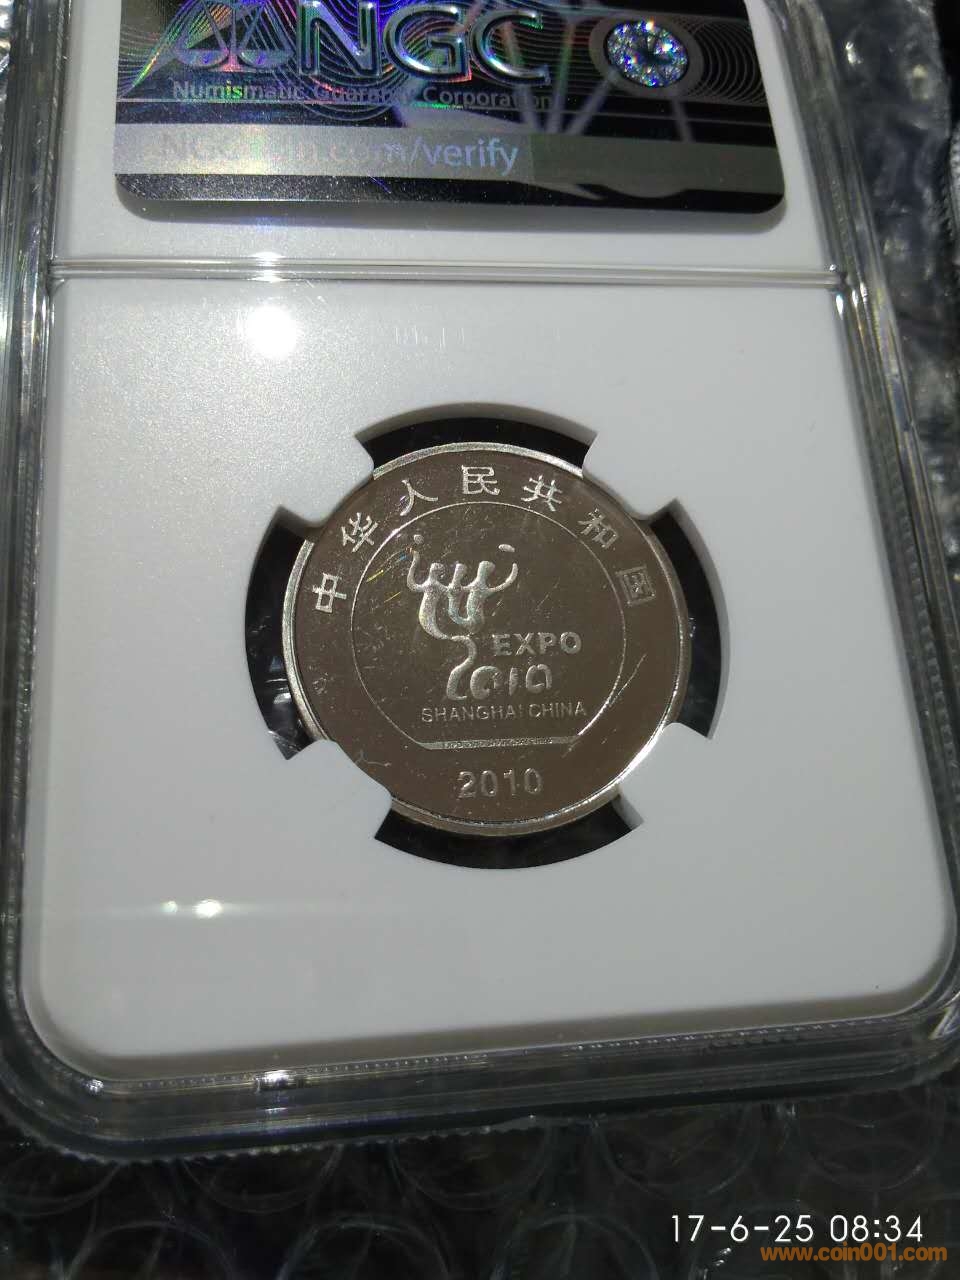 NGC
Numismatic Guaranty Corporation
NGCcoin.com/verify
中华人民共和国
EXPO
2010
SHANGHAI CHINA
2010
17-6-25 08:34
www.coin001.com